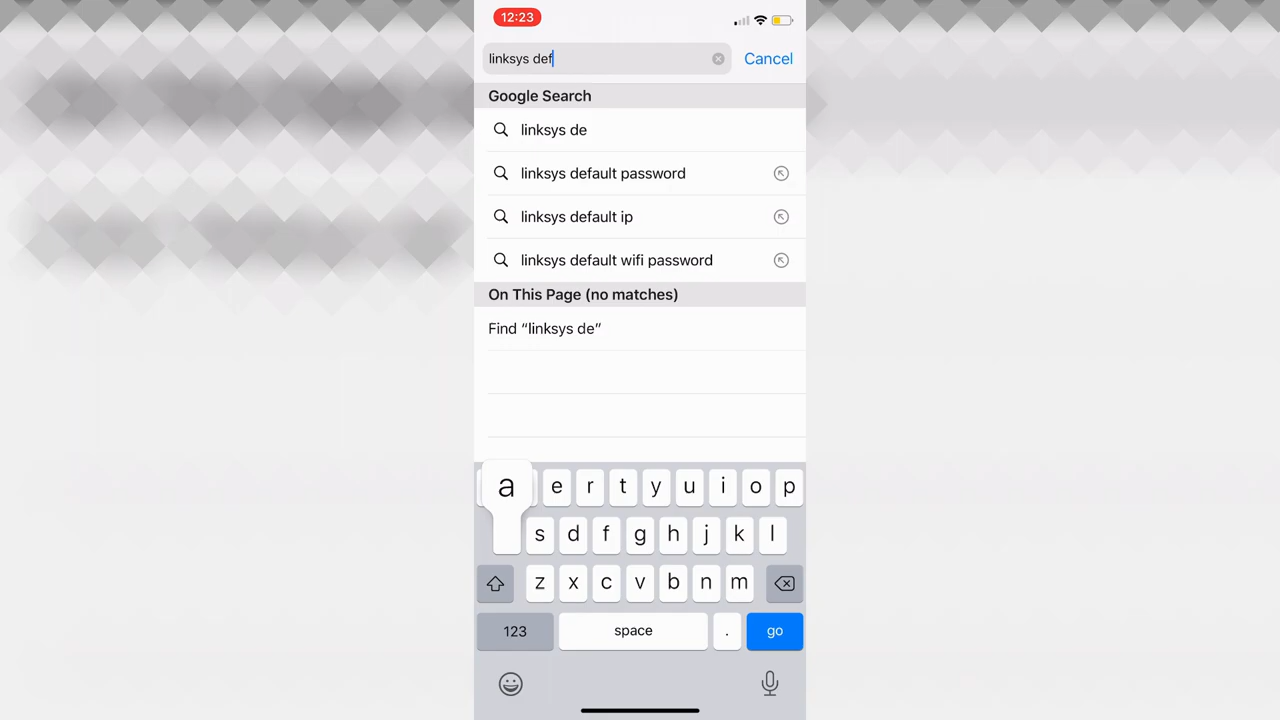 12:23
linksys def
Cancel
Google Search
linksys de
linksys default password
linksys default ip
linksys default wifi password
On This Page (no matches)
Find “linksys de”
a e r t y u i o p
s d f g h j k l
z x c v b n m
123 space . go